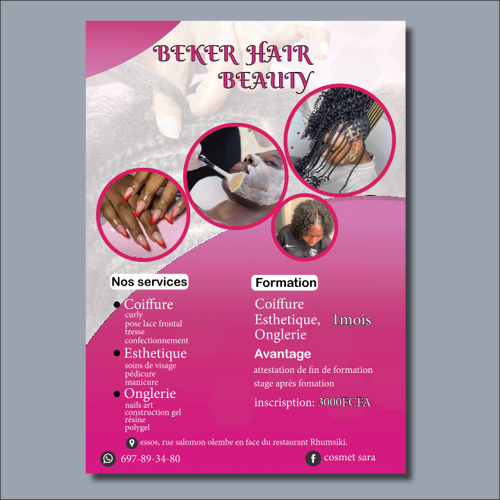 BEKER HAIR
BEAUTY
Nos services
Coiffure
curly
pose lace frontal
tresse
confectionnement
Esthetique
soins de visage
pédicure
manicure
Onglerie
nails art
construction gel
résine
polygel
Formation
Coiffure
Esthetique, 1mois
Onglerie
Avantage
attestation de fin de formation
stage après fomation
inscrisption: 3000FCFA
essos, rue salomon olembe en face du restaurant Rhumsiki.
697-89-34-80
cosmet sara